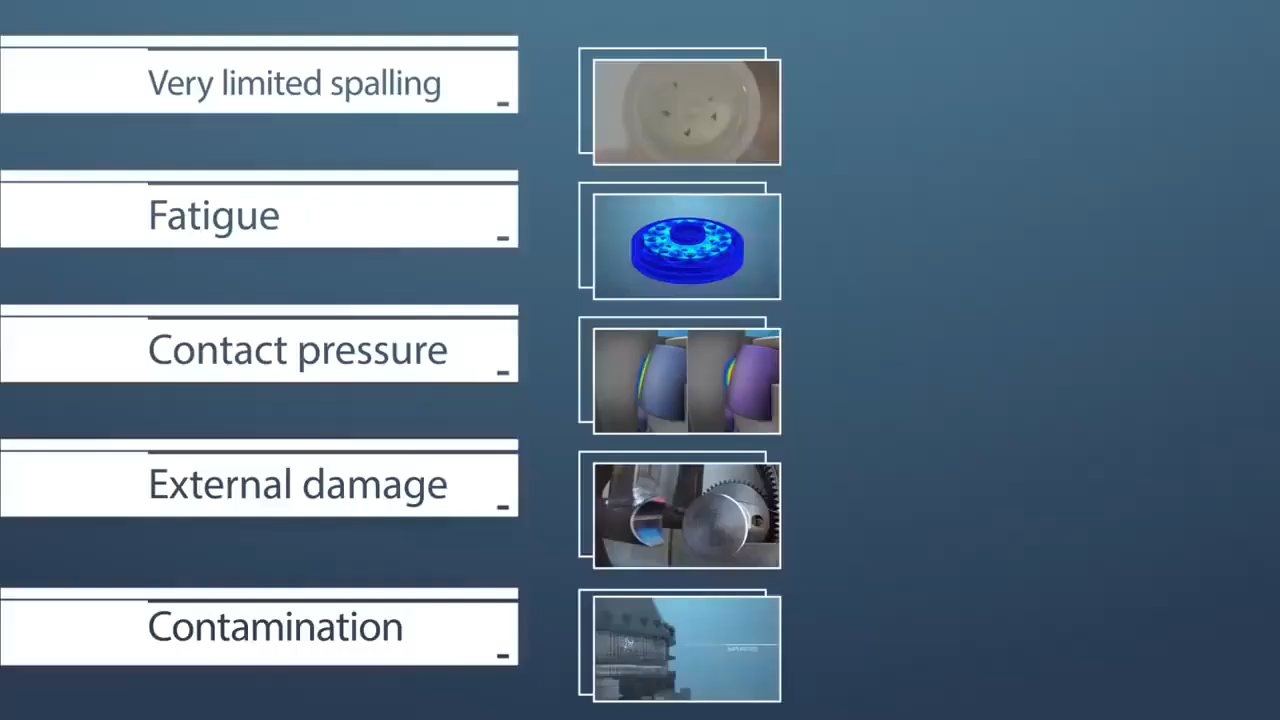 Very limited spalling
Fatigue
Contact pressure
External damage
Contamination